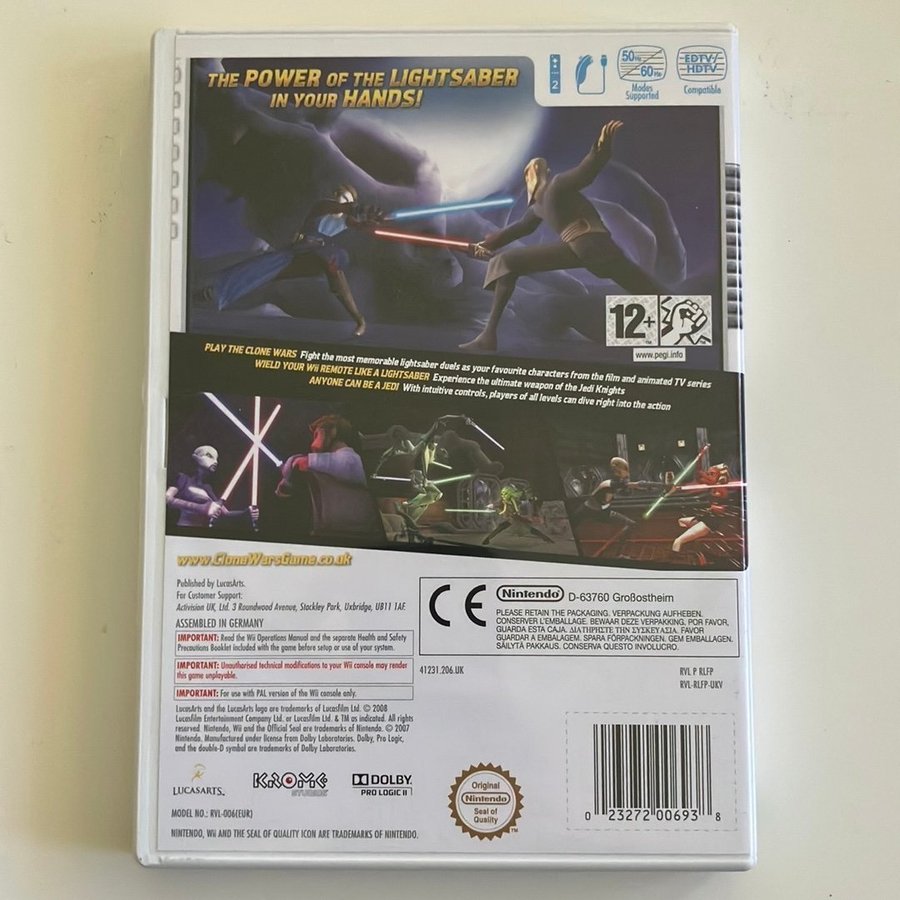 THE POWER OF THE LIGHTSABER
IN YOUR HANDS!
2
50Hz
60Hz
Modes
Supported
EDTV/
HDTV
Compatible
12+
www.pegi.info
PLAY THE CLONE WARS Fight the most memorable lightsaber duels as your favourite characters from the film and animated TV series
WIELD YOUR Wii REMOTE LIKE A LIGHTSABER Experience the ultimate weapon of the Jedi Knights
ANYONE CAN BE A JEDI With intuitive controls, players of all levels can dive right into the action
www.CloneWarsGame.co.uk
Published by LucasArts.
For Customer Support:
Activision UK, Ltd. 3 Roundwood Avenue, Stockley Park, Uxbridge, UB11 1AF.
ASSEMBLED IN GERMANY
IMPORTANT: Read the Wii Operations Manual and the separate Health and Safety
Precautions Booklet included with the game before setup or use of your system.
IMPORTANT: Unauthorised technical modifications to your Wii console may render
this game unplayable.
IMPORTANT: For use with PAL version of the Wii console only.
LucasArts and the LucasArts logo are trademarks of Lucasfilm Ltd. © 2008
Lucasfilm Entertainment Company Ltd. or Lucasfilm Ltd. & TM as indicated. All rights
reserved. Nintendo, Wii and the Official Seal are trademarks of Nintendo. © 2007
Nintendo. Manufactured under license from Dolby Laboratories. Dolby, Pro Logic,
and the double-D symbol are trademarks of Dolby Laboratories.
CE
Nintendo D-63760 Großostheim
PLEASE RETAIN THE PACKAGING. VERPACKUNG AUFHEBEN.
CONSERVER L'EMBALLAGE. BEWAAR DEZE VERPAKKING, POR FAVOR,
GUARDA ESTA CAJA. ΔΙΑΤΗΡΗΣΤΕ ΤΗΝ ΣΥΣΚΕΥΑΣΙΑ. FAVOR
GUARDAR A EMBALAGEM. SPARA FÖRPACKNINGEN. GEM EMBALLAGEN.
SÄILYTÄ PAKKAUS. CONSERVA QUESTO INVOLUCRO.
41231.206.UK
RVL P RLFP
RVL-RLFP-UKV
LUCASARTS™
KROME
STUDIOS
DOLBY
PRO LOGIC II
Original
Nintendo
Seal of
Quality
TM
0 23272 00693 8
MODEL NO.: RVL-006(EUR)
NINTENDO, Wii AND THE SEAL OF QUALITY ICON ARE TRADEMARKS OF NINTENDO.